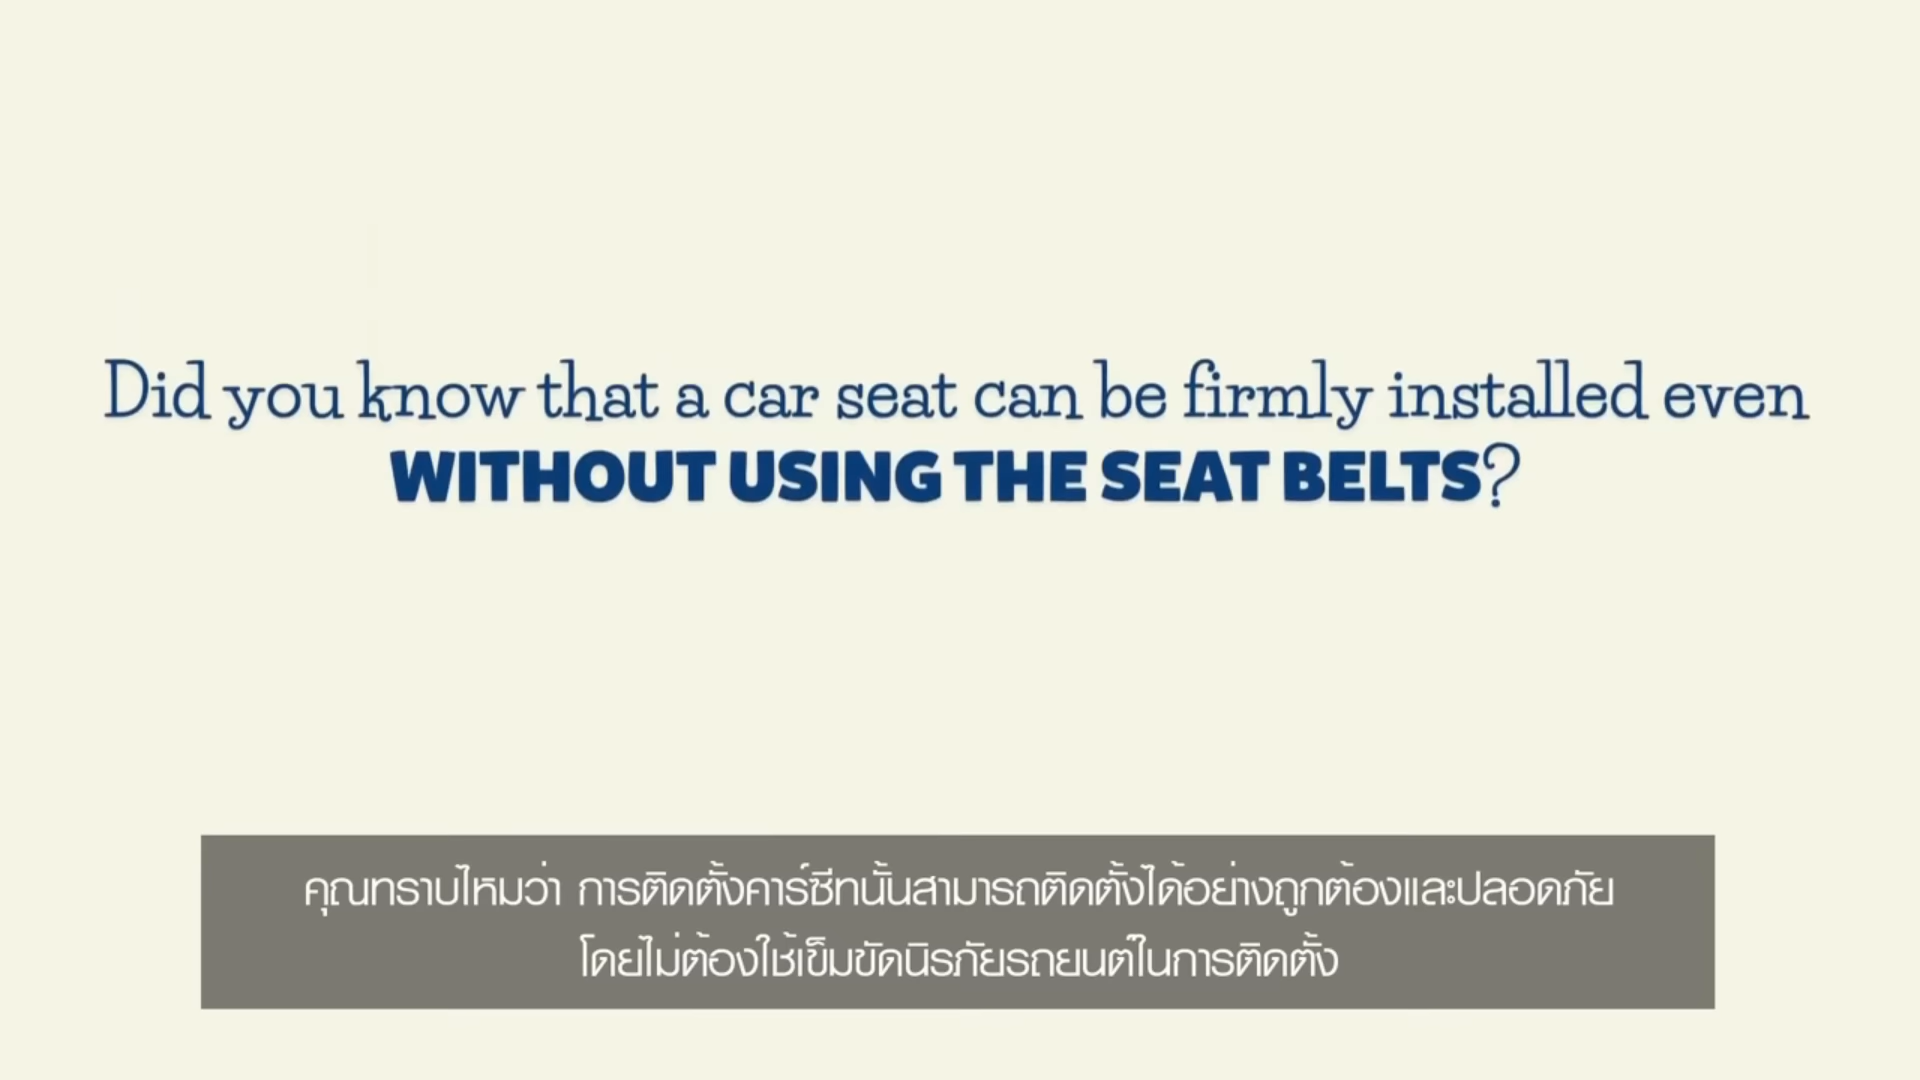 Did you know that a car seat can be firmly installed even
WITHOUT USING THE SEAT BELTS?
คุณทราบไหมว่า การติดตั้งคาร์ซีทนั้นสามารถติดตั้งได้อย่างถูกต้องและปลอดภัย
โดยไม่ต้องใช้เข็มขัดนิรภัยรถยนต์ในการติดตั้ง